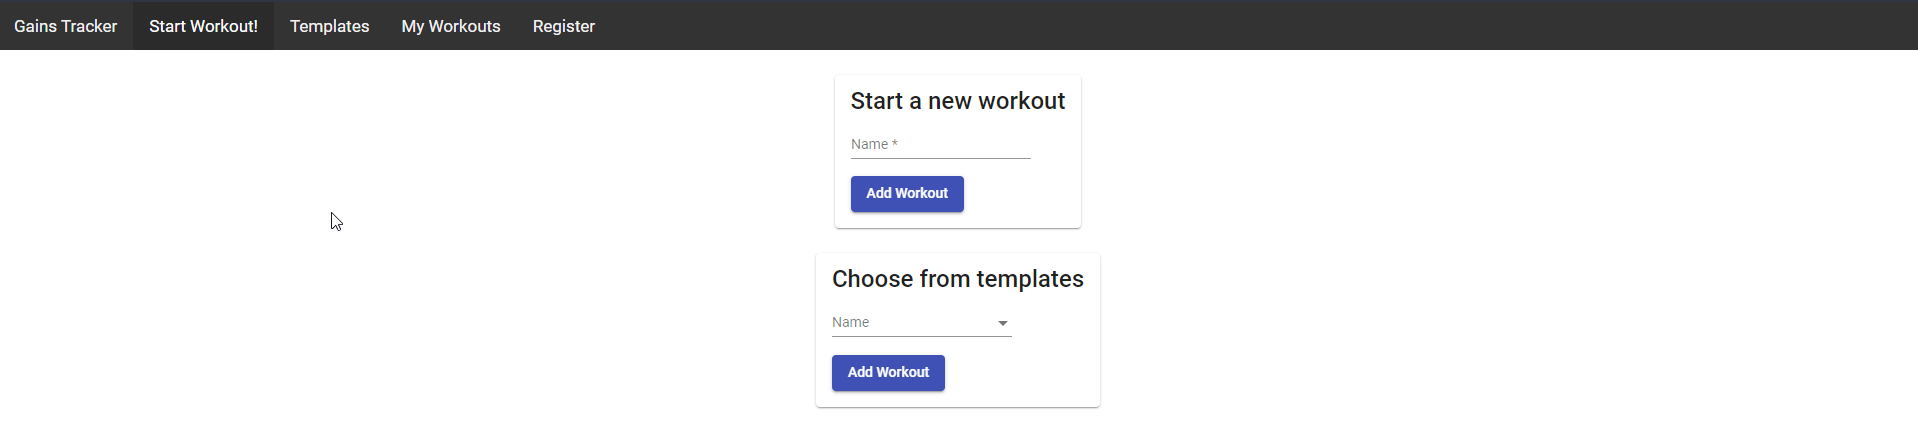 Gains Tracker Start Workout! Templates My Workouts Register
Start a new workout
Name *
Add Workout
Choose from templates
Name
Add Workout